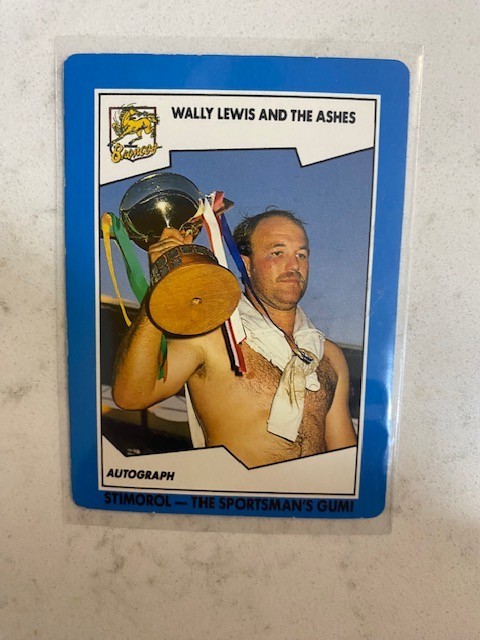 WALLY LEWIS AND THE ASHES
Broncos
AUTOGRAPH
STIMOROL — THE SPORTSMAN'S GUM!